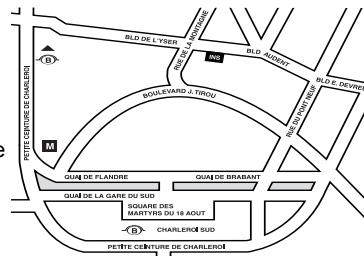 BLD DE L'YSER
RUE DE LA MONTAGNE
INS
BLD AUDENT
BLD E. DEVREU
B
PETITE CEINTURE DE CHARLEROI
BOULEVARD J. TIROU
RUE DU PONT NEUF
M
e
QUAI DE FLANDRE
QUAI DE BRABANT
QUAI DE LA GARE DU SUD
SQUARE DES
MARTYRS DU 18 AOUT
B CHARLEROI SUD
PETITE CEINTURE DE CHARLEROI